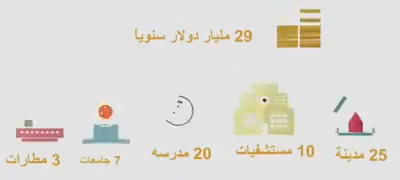 29 مليار دولار سنوياً
25 مدينة
10 مستشفيات
20 مدرسه
7 جامعات
3 مطارات